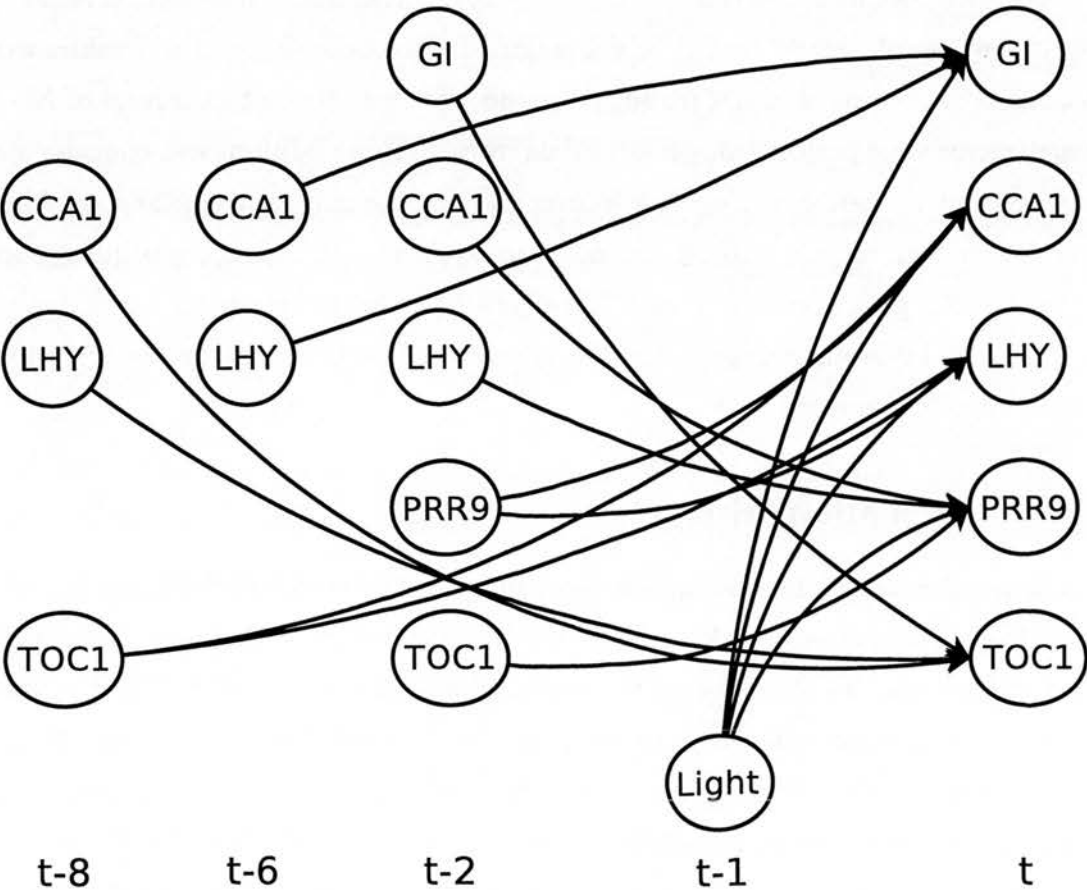 GI GI
CCA1 CCA1 CCA1 CCA1
LHY LHY LHY LHY
PRR9 PRR9
TOC1 TOC1 TOC1
Light
t-8 t-6 t-2 t-1 t